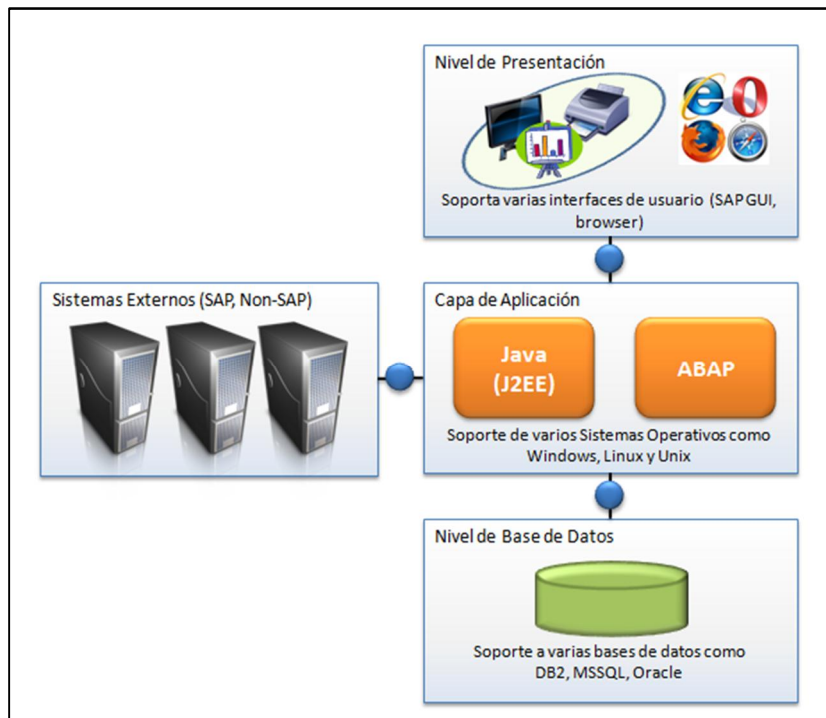 Nivel de Presentación
Soporta varias interfaces de usuario (SAP GUI,
browser)
Sistemas Externos (SAP, Non-SAP)
Capa de Aplicación
Java
(J2EE)
ABAP
Soporte de varios Sistemas Operativos como
Windows, Linux y Unix
Nivel de Base de Datos
Soporte a varias bases de datos como
DB2, MSSQL, Oracle